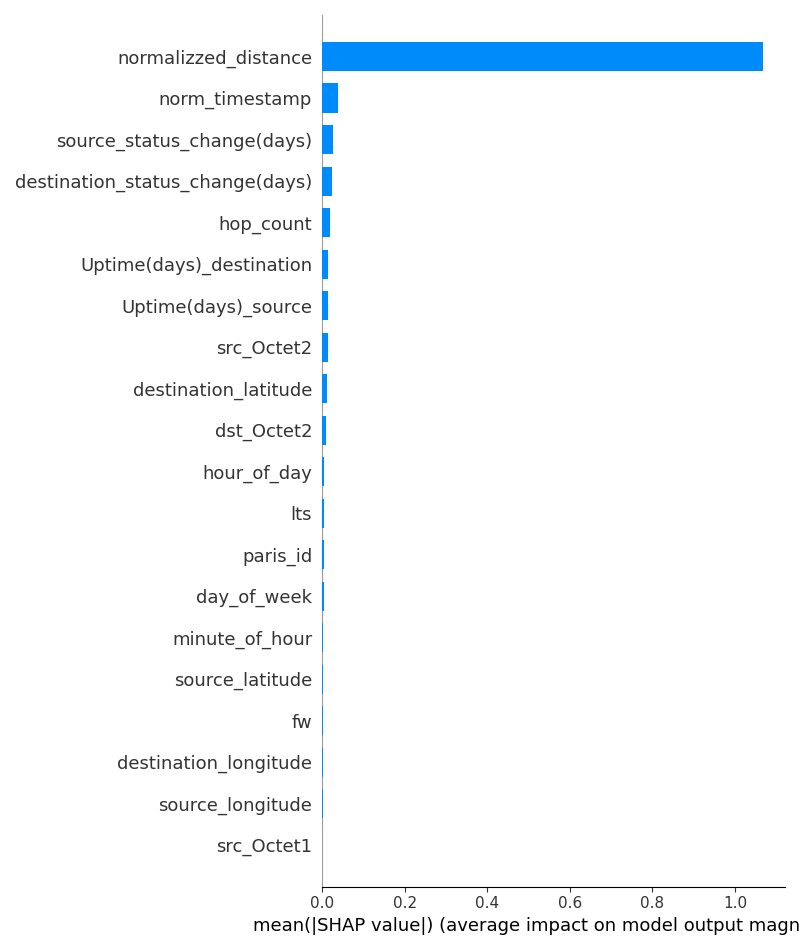 normalizzed_distance
norm_timestamp
source_status_change(days)
destination_status_change(days)
hop_count
Uptime(days)_destination
Uptime(days)_source
src_Octet2
destination_latitude
dst_Octet2
hour_of_day
lts
paris_id
day_of_week
minute_of_hour
source_latitude
fw
destination_longitude
source_longitude
src_Octet1
0.0 0.2 0.4 0.6 0.8 1.0
mean(|SHAP value|) (average impact on model output magn